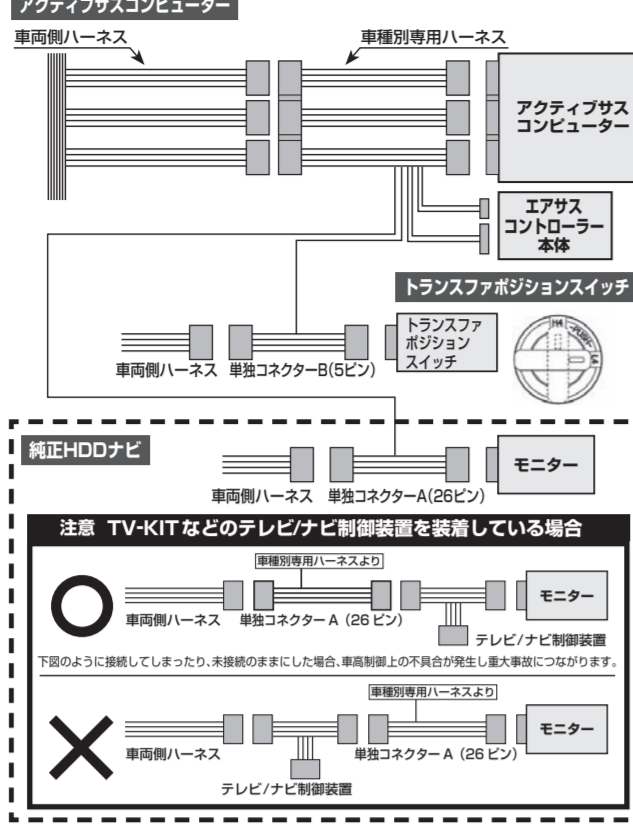 アクティブサスコンピューター
車両側ハーネス
車種別専用ハーネス
アクティブサス
コンピューター
エアサス
コントローラー
本体
トランスファポジションスイッチ
トランスファ
ポジション
スイッチ
H4 PUSH L4
車両側ハーネス 単独コネクターB(5ピン)
純正HDDナビ
モニター
車両側ハーネス 単独コネクターA(26ピン)
注意 TV-KITなどのテレビ/ナビ制御装置を装着している場合
車種別専用ハーネスより
モニター
車両側ハーネス 単独コネクター A（26 ピン）
テレビ/ナビ制御装置
下図のように接続してしまったり、未接続のままにした場合、車高制御上の不具合が発生し重大事故につながります。
車種別専用ハーネスより
モニター
車両側ハーネス
単独コネクター A（26 ピン）
テレビ/ナビ制御装置